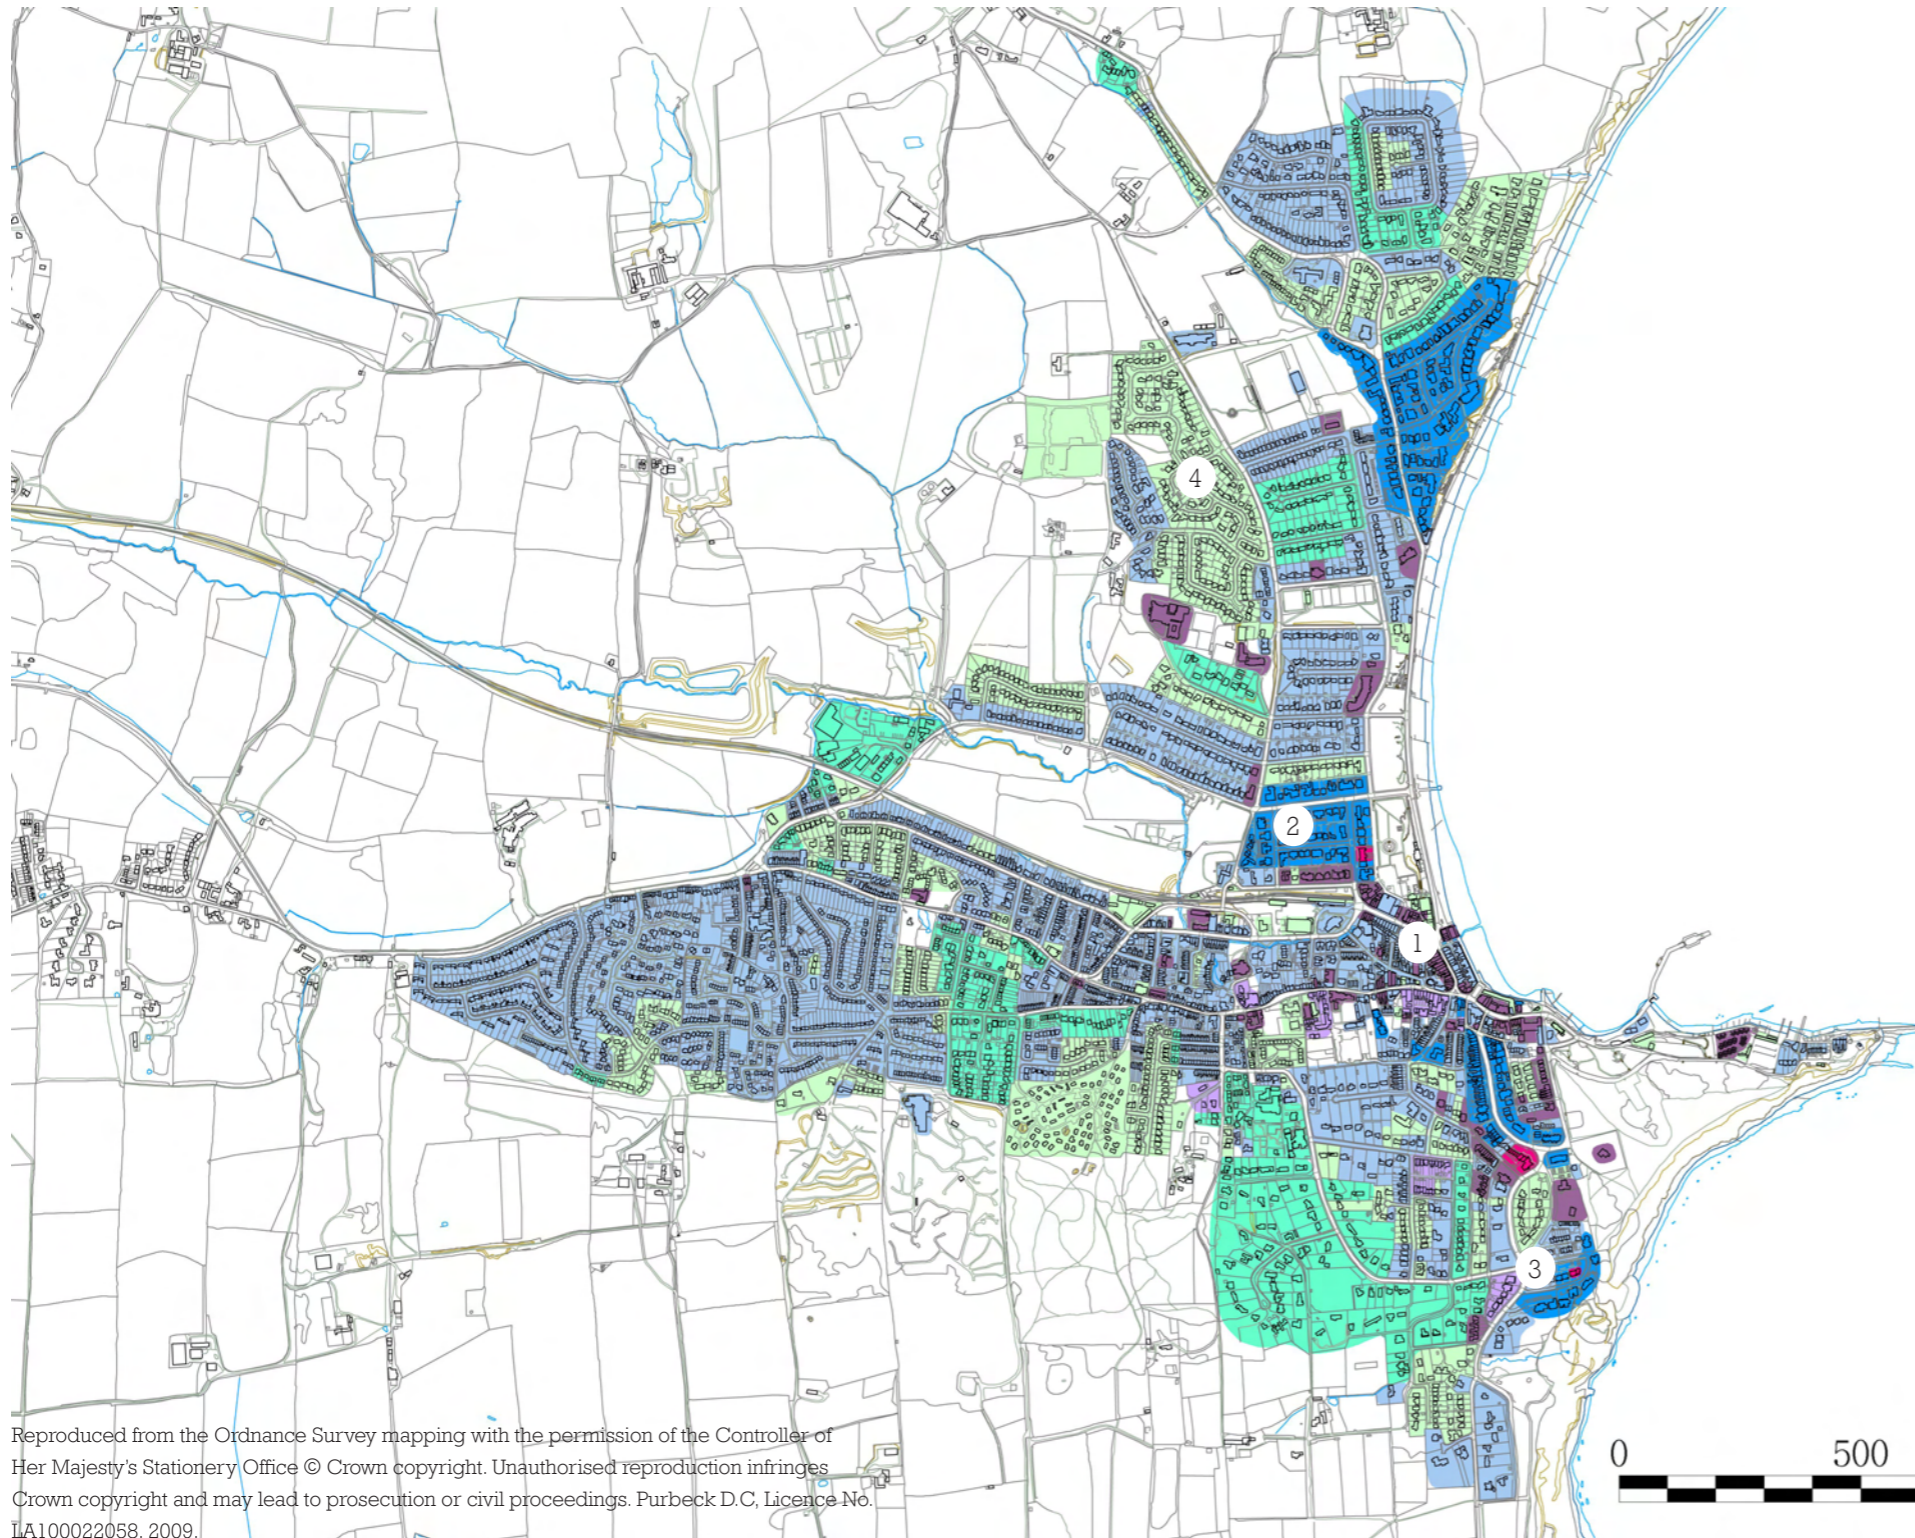 4
2
1
3
Reproduced from the Ordnance Survey mapping with the permission of the Controller of
Her Majesty's Stationery Office © Crown copyright. Unauthorised reproduction infringes
Crown copyright and may lead to prosecution or civil proceedings. Purbeck D.C, Licence No.
LA100022058. 2009.
0 500